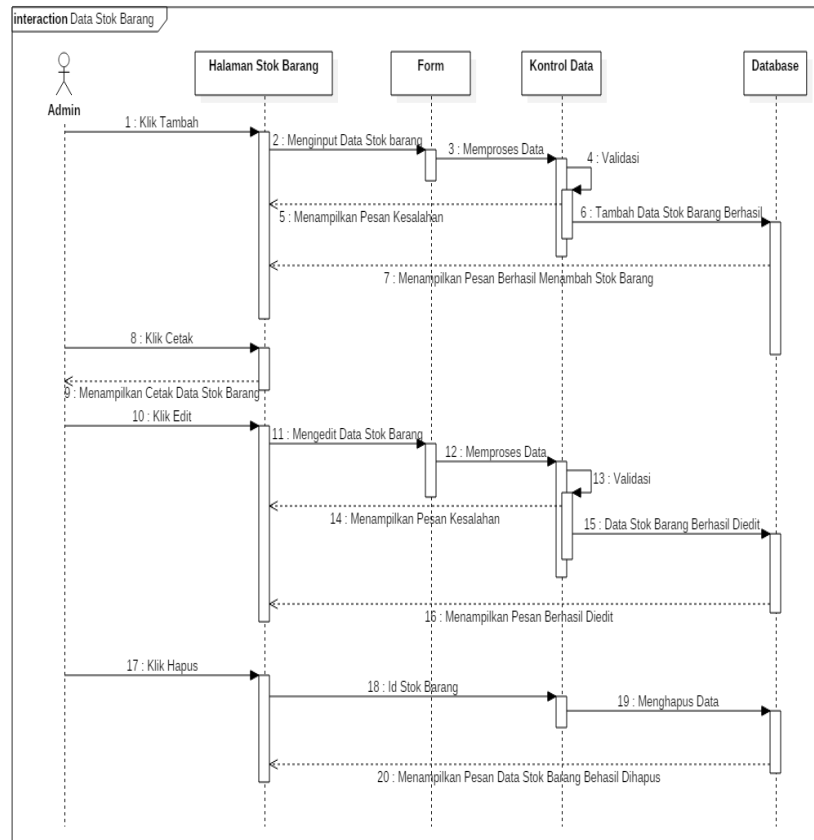 interaction Data Stok Barang
Halaman Stok Barang
Form
Kontrol Data
Database
Admin
1 : Klik Tambah
2 : Menginput Data Stok barang
3 : Memproses Data
4 : Validasi
5 : Menampilkan Pesan Kesalahan
6 : Tambah Data Stok Barang Berhasil
7 : Menampilkan Pesan Berhasil Menambah Stok Barang
8 : Klik Cetak
9 : Menampilkan Cetak Data Stok Barang
10 : Klik Edit
11 : Mengedit Data Stok Barang
12 : Memproses Data
13 : Validasi
14 : Menampilkan Pesan Kesalahan
15 : Data Stok Barang Berhasil Diedit
16 : Menampilkan Pesan Berhasil Diedit
17 : Klik Hapus
18 : Id Stok Barang
19 : Menghapus Data
20 : Menampilkan Pesan Data Stok Barang Behasil Dihapus